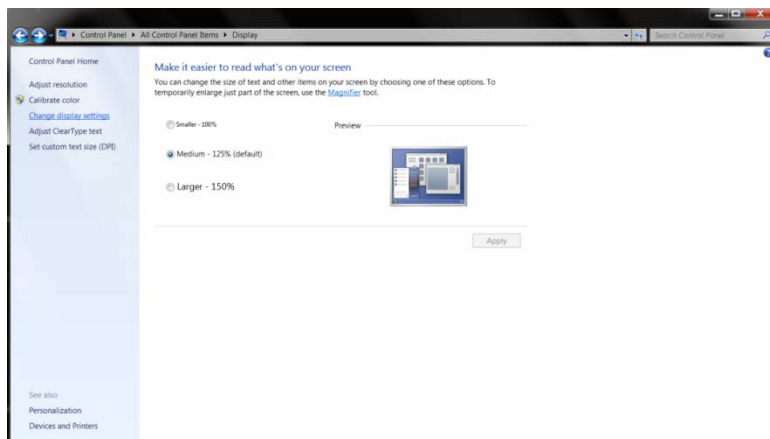 Control Panel ▸ All Control Panel Items ▸ Display
Search Control Panel
Control Panel Home
Adjust resolution
Calibrate color
Change display settings
Adjust ClearType text
Set custom text size (DPI)
Make it easier to read what's on your screen
You can change the size of text and other items on your screen by choosing one of these options. To
temporarily enlarge just part of the screen, use the Magnifier tool.
Smaller - 100%
Preview
Medium - 125% (default)
Larger - 150%
Apply
See also
Personalization
Devices and Printers